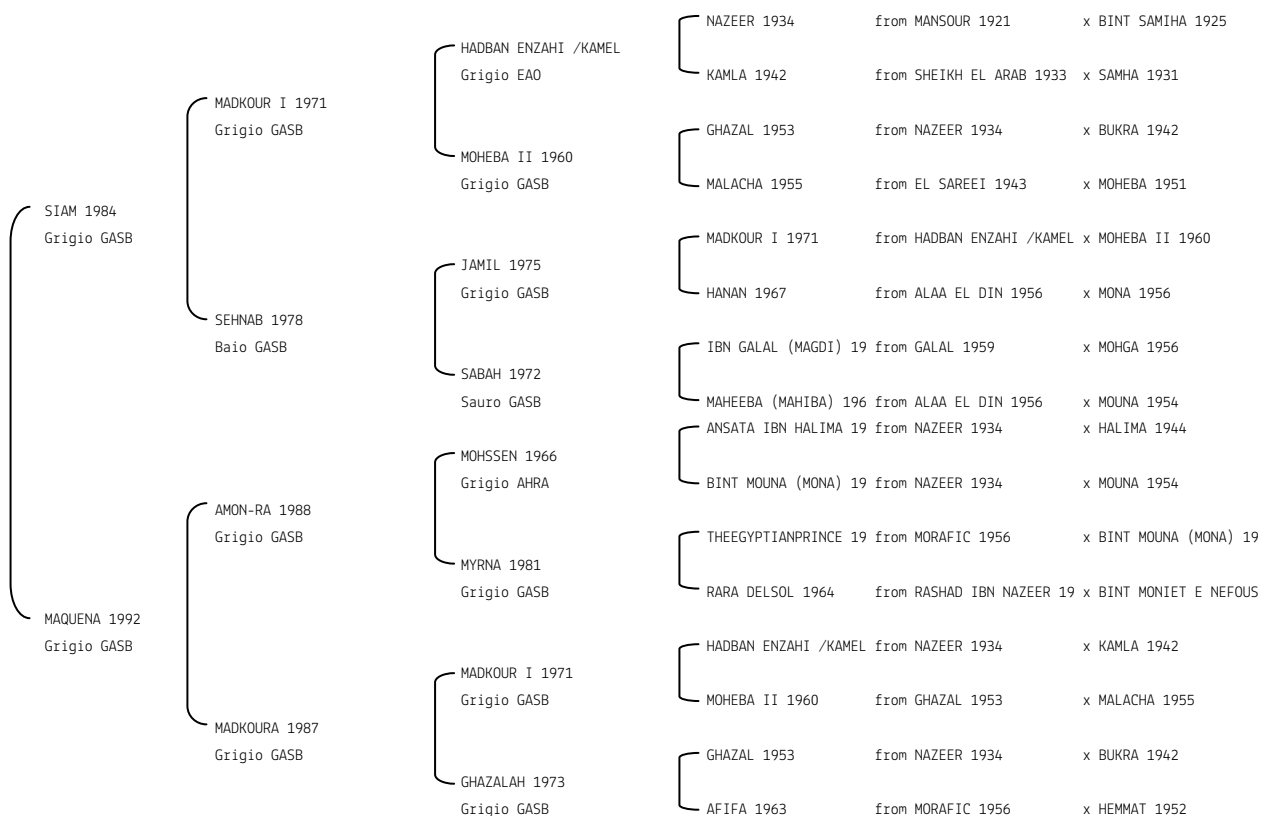 NAZEER 1934 from MANSOUR 1921 x BINT SAMIHA 1925
HADBAN ENZAHI /KAMEL
Grigio EAO
KAMLA 1942 from SHEIKH EL ARAB 1933 x SAMHA 1931
MADKOUR I 1971
Grigio GASB
GHAZAL 1953 from NAZEER 1934 x BUKRA 1942
MOHEBA II 1960
Grigio GASB
MALACHA 1955 from EL SAREEI 1943 x MOHEBA 1951
SIAM 1984
Grigio GASB
MADKOUR I 1971 from HADBAN ENZAHI /KAMEL x MOHEBA II 1960
JAMIL 1975
Grigio GASB
HANAN 1967 from ALAA EL DIN 1956 x MONA 1956
SEHNAB 1978
Baio GASB
IBN GALAL (MAGDI) 19 from GALAL 1959 x MOHGA 1956
SABAH 1972
Sauro GASB
MAHEEBA (MAHIBA) 196 from ALAA EL DIN 1956 x MOUNA 1954
ANSATA IBN HALIMA 19 from NAZEER 1934 x HALIMA 1944
MOHSSEN 1966
Grigio AHRA
BINT MOUNA (MONA) 19 from NAZEER 1934 x MOUNA 1954
AMON-RA 1988
Grigio GASB
THEEGYPTIANPRINCE 19 from MORAFIC 1956 x BINT MOUNA (MONA) 19
MYRNA 1981
Grigio GASB
RARA DELSOL 1964 from RASHAD IBN NAZEER 19 x BINT MONIET E NEFOUS
MAQUENA 1992
Grigio GASB
HADBAN ENZAHI /KAMEL from NAZEER 1934 x KAMLA 1942
MADKOUR I 1971
Grigio GASB
MOHEBA II 1960 from GHAZAL 1953 x MALACHA 1955
MADKOURA 1987
Grigio GASB
GHAZAL 1953 from NAZEER 1934 x BUKRA 1942
GHAZALAH 1973
Grigio GASB
AFIFA 1963 from MORAFIC 1956 x HEMMAT 1952